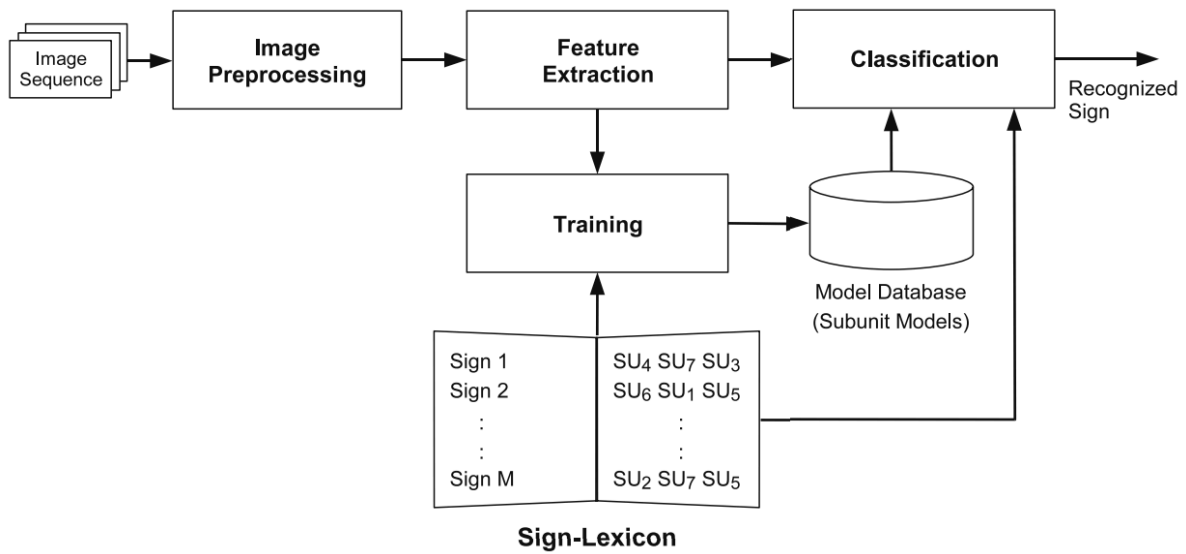 Image
Sequence
Image
Preprocessing
Feature
Extraction
Classification
Recognized
Sign
Training
Model Database
(Subunit Models)
Sign 1 SU₄ SU₇ SU₃
Sign 2 SU₆ SU₁ SU₅
: :
: :
Sign M SU₂ SU₇ SU₅
Sign-Lexicon